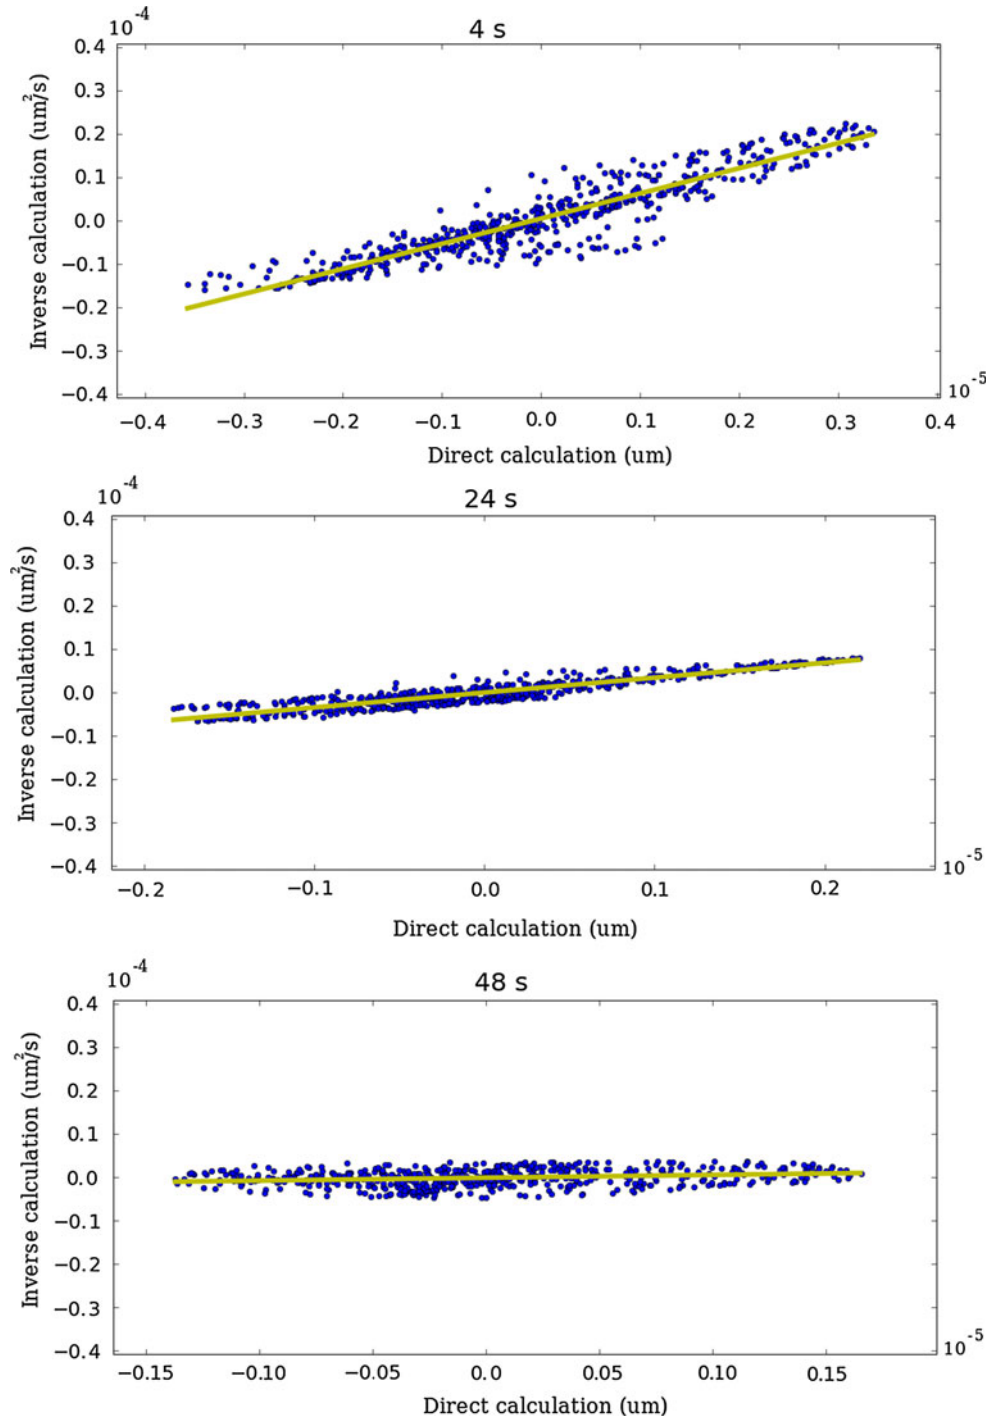 10⁻⁴
4 s
0.4
0.3
0.2
0.1
0.0
−0.1
−0.2
−0.3
−0.4
Inverse calculation (um²/s)
10⁻⁵
−0.4 −0.3 −0.2 −0.1 0.0 0.1 0.2 0.3 0.4
Direct calculation (um)
10⁻⁴
24 s
0.4
0.3
0.2
0.1
0.0
−0.1
−0.2
−0.3
−0.4
Inverse calculation (um²/s)
10⁻⁵
−0.2 −0.1 0.0 0.1 0.2
Direct calculation (um)
10⁻⁴
48 s
0.4
0.3
0.2
0.1
0.0
−0.1
−0.2
−0.3
−0.4
Inverse calculation (um²/s)
10⁻⁵
−0.15 −0.10 −0.05 0.0 0.05 0.10 0.15
Direct calculation (um)